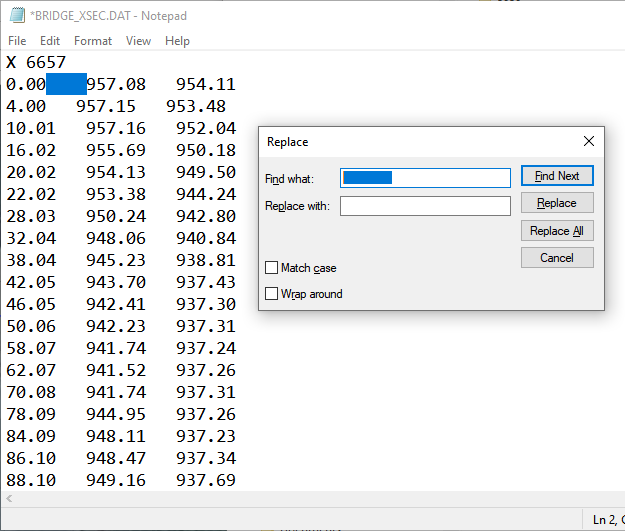 *BRIDGE_XSEC.DAT - Notepad
File Edit Format View Help
X 6657
0.00    957.08   954.11
4.00   957.15   953.48
10.01   957.16   952.04
16.02   955.69   950.18
20.02   954.13   949.50
22.02   953.38   944.24
28.03   950.24   942.80
32.04   948.06   940.84
38.04   945.23   938.81
42.05   943.70   937.43
46.05   942.41   937.30
50.06   942.23   937.31
58.07   941.74   937.24
62.07   941.52   937.26
70.08   941.74   937.31
78.09   944.95   937.26
84.09   948.11   937.23
86.10   948.47   937.34
88.10   949.16   937.69
Replace
Find what:
Find Next
Replace with:
Replace
Replace All
Cancel
Match case
Wrap around
Ln 2,